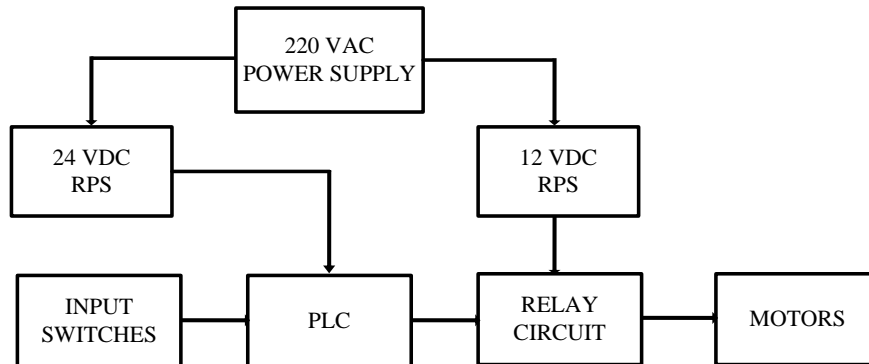 220 VAC
POWER SUPPLY
24 VDC
RPS
12 VDC
RPS
INPUT
SWITCHES
PLC
RELAY
CIRCUIT
MOTORS